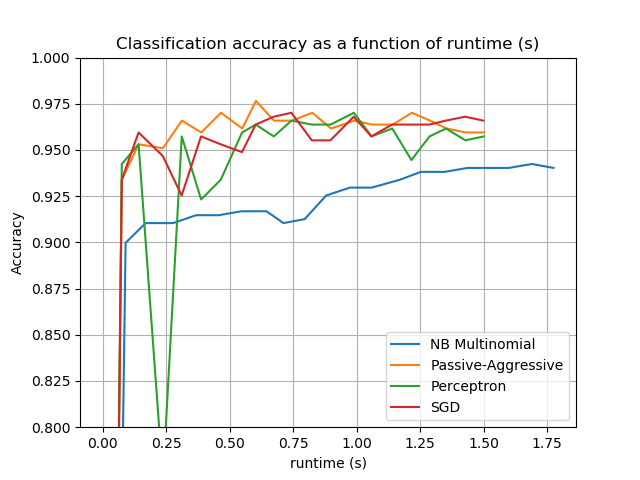 Classification accuracy as a function of runtime (s)
1.000
0.975
0.950
0.925
0.900
0.875
0.850
0.825
0.800
Accuracy
NB Multinomial
Passive-Aggressive
Perceptron
SGD
0.00 0.25 0.50 0.75 1.00 1.25 1.50 1.75
runtime (s)